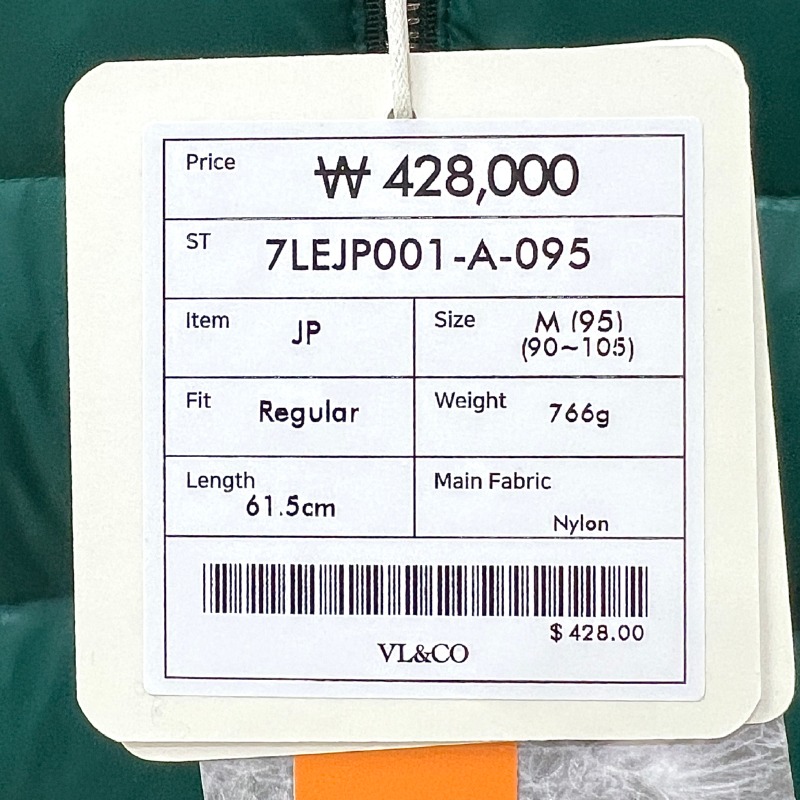 Price ₩ 428,000
ST 7LEJP001-A-095
Item JP
Size M (95)
(90~105)
Fit Regular
Weight 766g
Length
61.5cm
Main Fabric
Nylon
$ 428.00
VL&CO